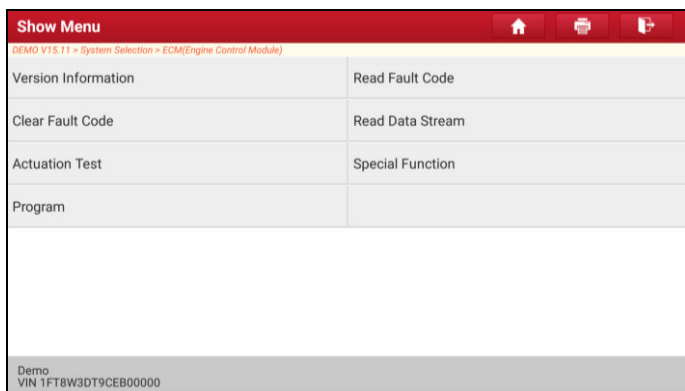 Show Menu
DEMO V15.11 > System Selection > ECM(Engine Control Module)
Version Information
Read Fault Code
Clear Fault Code
Read Data Stream
Actuation Test
Special Function
Program
Demo
VIN 1FT8W3DT9CEB00000